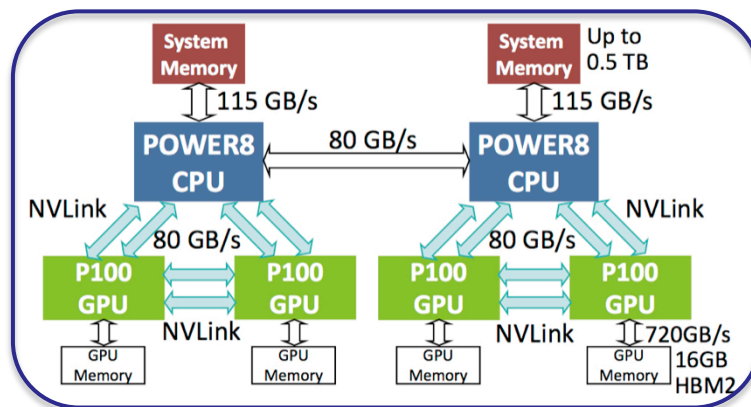 System
Memory
System
Memory
Up to
0.5 TB
115 GB/s
115 GB/s
POWER8
CPU
80 GB/s
POWER8
CPU
NVLink
NVLink
80 GB/s
80 GB/s
P100
GPU
P100
GPU
P100
GPU
P100
GPU
NVLink
NVLink
GPU
Memory
GPU
Memory
GPU
Memory
GPU
Memory
720GB/s
16GB
HBM2